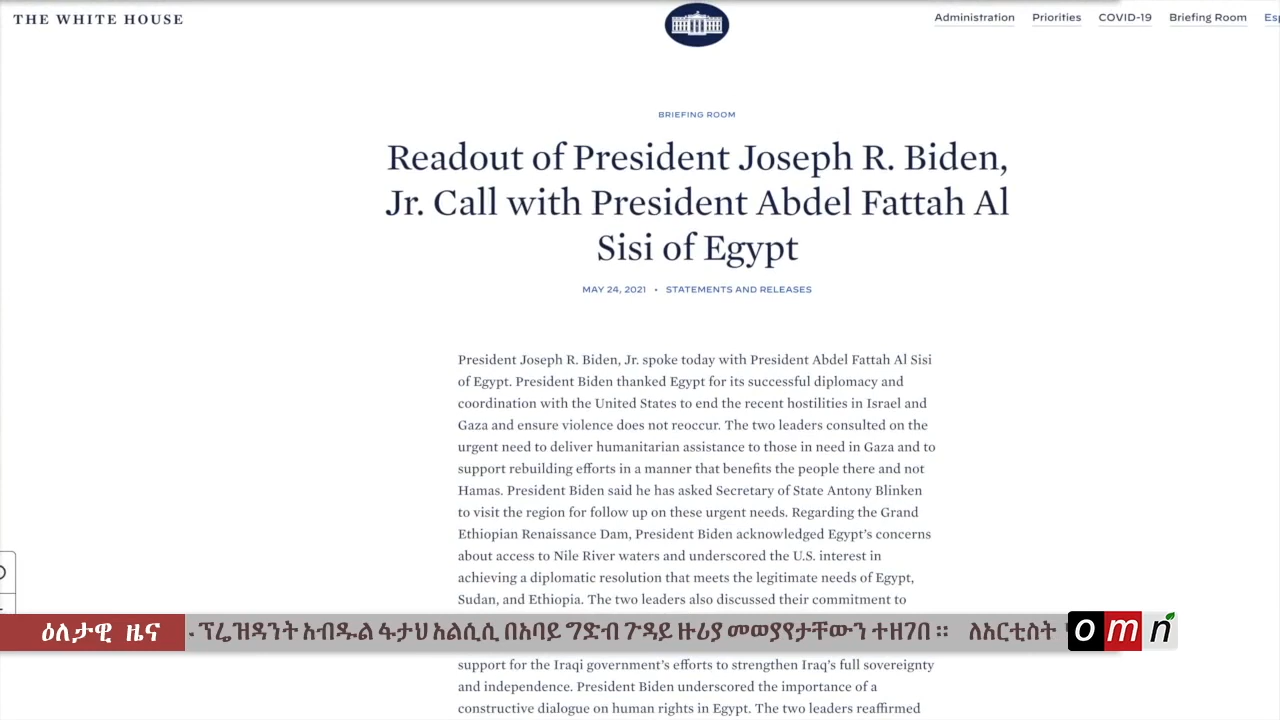 THE WHITE HOUSE
Administration Priorities COVID-19 Briefing Room Esp
BRIEFING ROOM
Readout of President Joseph R. Biden,
Jr. Call with President Abdel Fattah Al
Sisi of Egypt
MAY 24, 2021 • STATEMENTS AND RELEASES
President Joseph R. Biden, Jr. spoke today with President Abdel Fattah Al Sisi
of Egypt. President Biden thanked Egypt for its successful diplomacy and
coordination with the United States to end the recent hostilities in Israel and
Gaza and ensure violence does not reoccur. The two leaders consulted on the
urgent need to deliver humanitarian assistance to those in need in Gaza and to
support rebuilding efforts in a manner that benefits the people there and not
Hamas. President Biden said he has asked Secretary of State Antony Blinken
to visit the region for follow up on these urgent needs. Regarding the Grand
Ethiopian Renaissance Dam, President Biden acknowledged Egypt’s concerns
about access to Nile River waters and underscored the U.S. interest in
achieving a diplomatic resolution that meets the legitimate needs of Egypt,
Sudan, and Ethiopia. The two leaders also discussed their commitment to
ዕለታዊ ዜና ፕሬዝዳንት አብዱል ፋታህ አልሲሲ በአባይ ግድብ ጉዳይ ዙሪያ መወያየታቸውን ተዘገበ ። ለአርቲስት omn
support for the Iraqi government’s efforts to strengthen Iraq’s full sovereignty
and independence. President Biden underscored the importance of a
constructive dialogue on human rights in Egypt. The two leaders reaffirmed